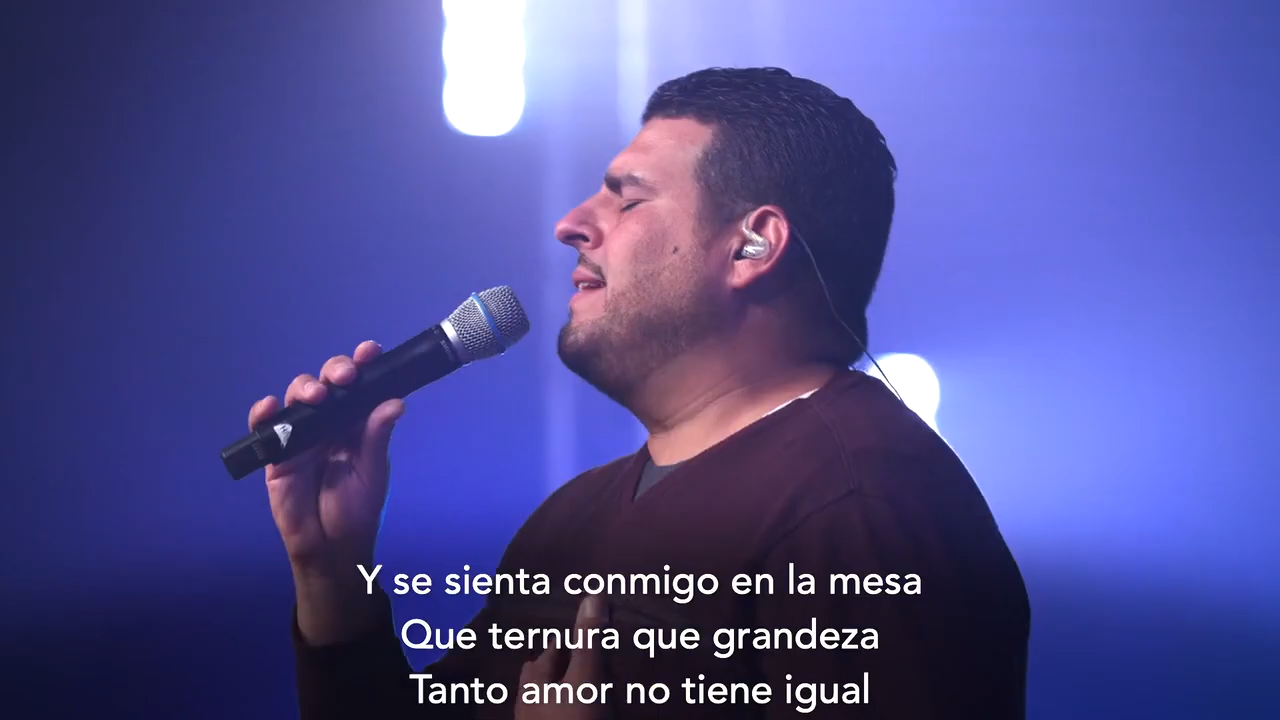 Y se sienta conmigo en la mesa
Que ternura que grandeza
Tanto amor no tiene igual